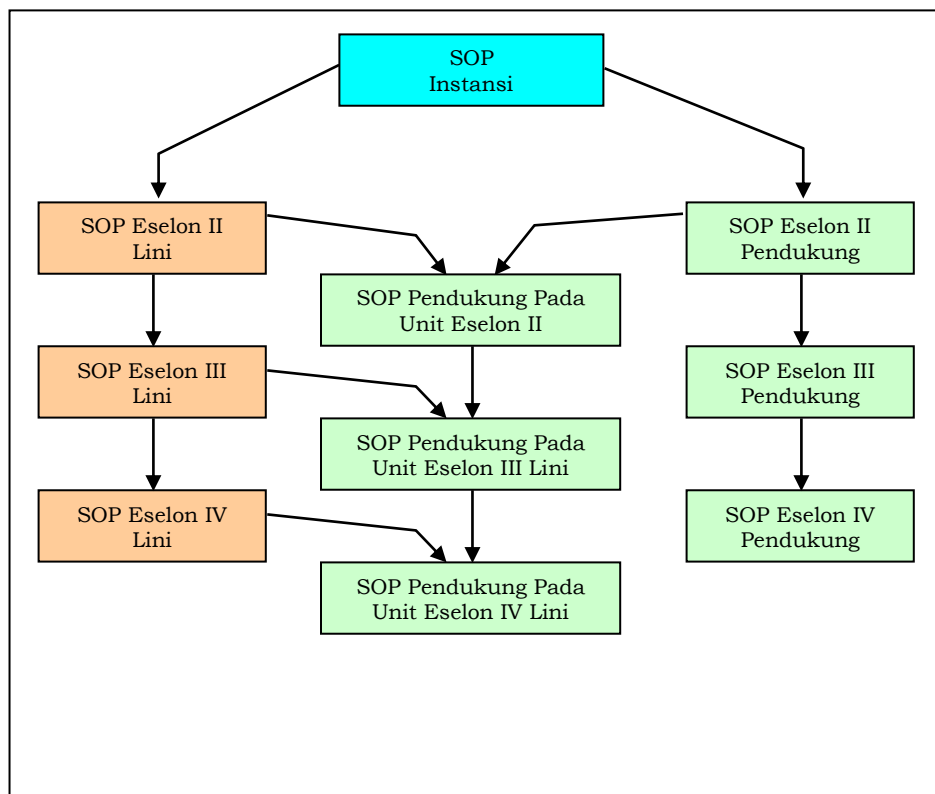 SOP
Instansi
SOP Eselon II
Lini
SOP Eselon II
Pendukung
SOP Pendukung Pada
Unit Eselon II
SOP Eselon III
Lini
SOP Eselon III
Pendukung
SOP Pendukung Pada
Unit Eselon III Lini
SOP Eselon IV
Lini
SOP Eselon IV
Pendukung
SOP Pendukung Pada
Unit Eselon IV Lini